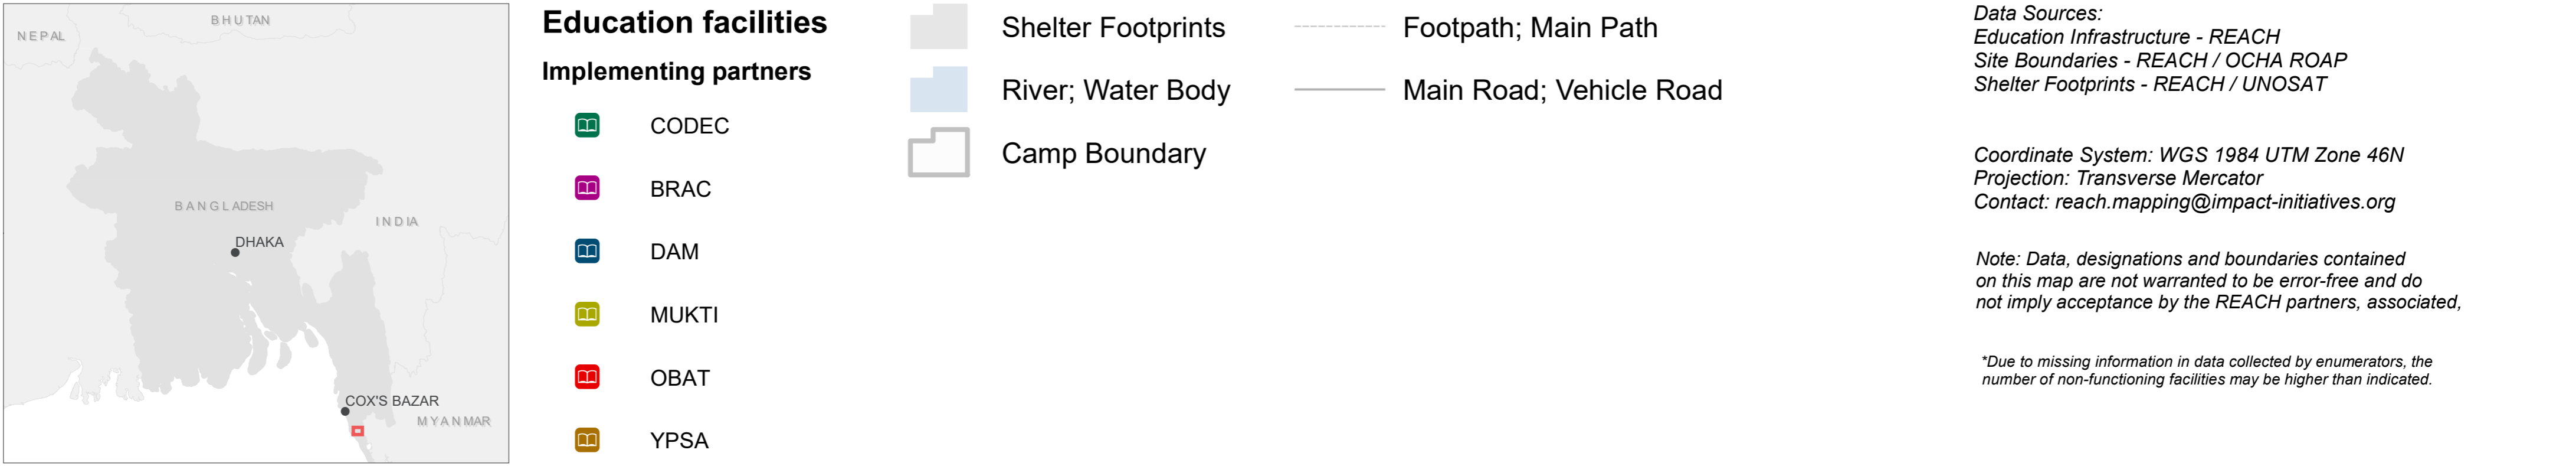 BHUTAN
NEPAL
BANGLADESH
INDIA
DHAKA
COX'S BAZAR
MYANMAR
Education facilities
Implementing partners
CODEC
BRAC
DAM
MUKTI
OBAT
YPSA
Shelter Footprints
River; Water Body
Camp Boundary
Footpath; Main Path
Main Road; Vehicle Road
Data Sources:
Education Infrastructure - REACH
Site Boundaries - REACH / OCHA ROAP
Shelter Footprints - REACH / UNOSAT
Coordinate System: WGS 1984 UTM Zone 46N
Projection: Transverse Mercator
Contact: reach.mapping@impact-initiatives.org
Note: Data, designations and boundaries contained
on this map are not warranted to be error-free and do
not imply acceptance by the REACH partners, associated,
*Due to missing information in data collected by enumerators, the
number of non-functioning facilities may be higher than indicated.